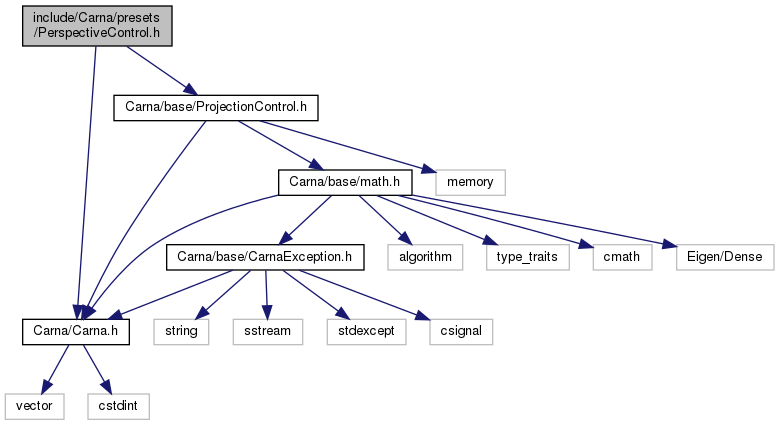 include/Carna/presets
/PerspectiveControl.h
Carna/base/ProjectionControl.h
Carna/base/math.h
memory
Carna/base/CarnaException.h
algorithm
type_traits
cmath
Eigen/Dense
Carna/Carna.h
string
sstream
stdexcept
csignal
vector
cstdint